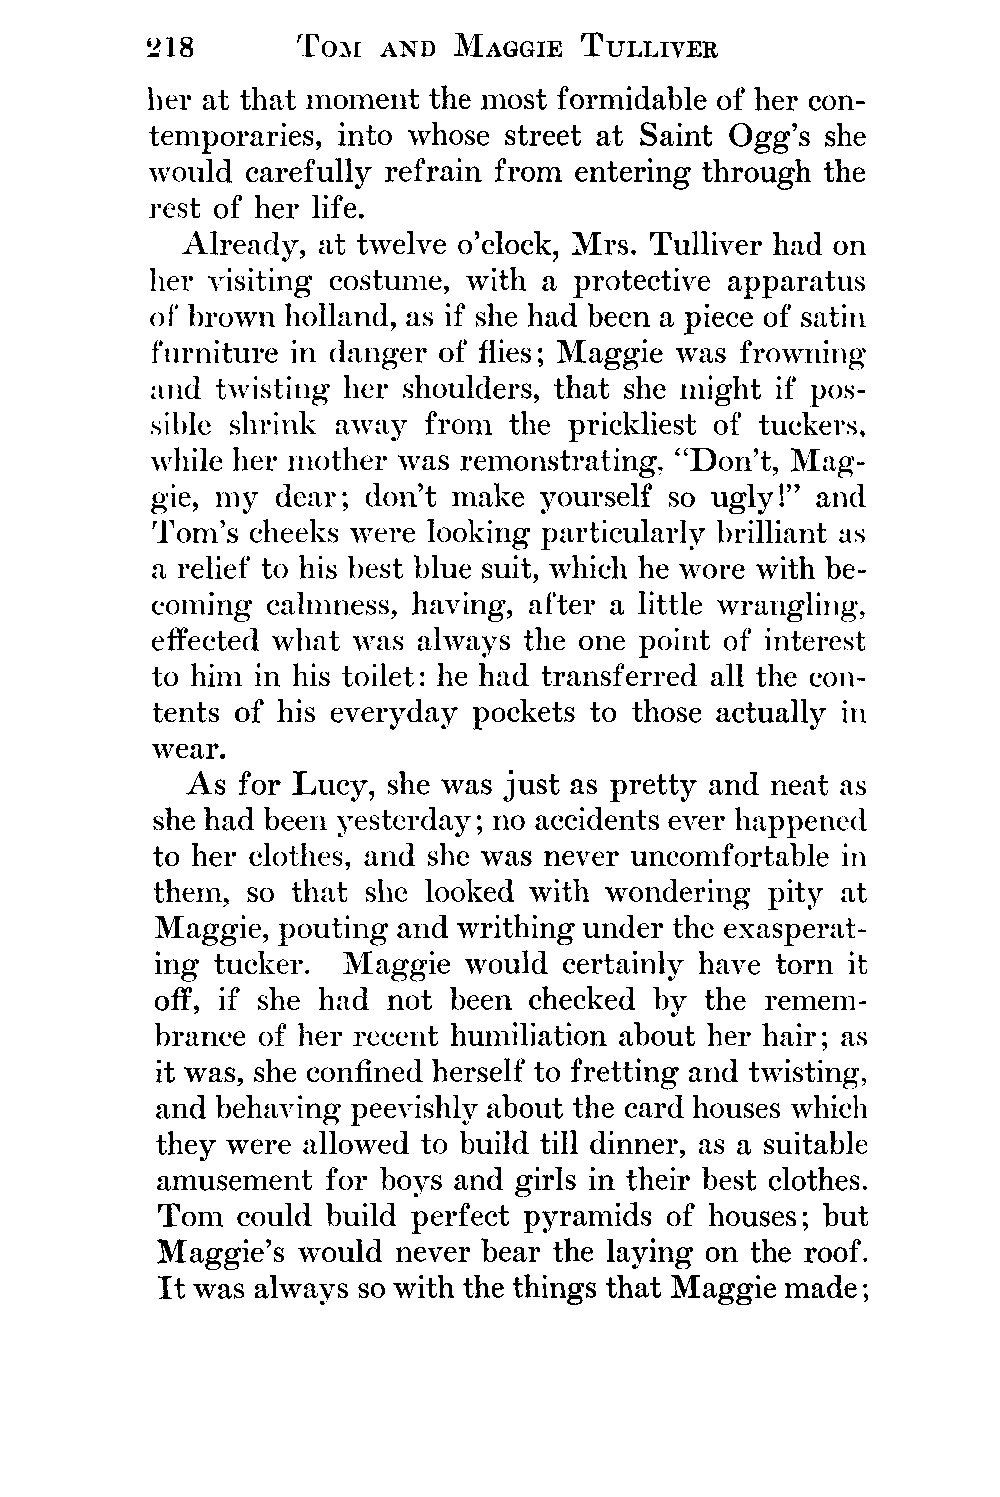 218 Tom and Maggie Tulliver
her at that moment the most formidable of her con-
temporaries, into whose street at Saint Ogg's she
would carefully refrain from entering through the
rest of her life.
Already, at twelve o'clock, Mrs. Tulliver had on
her visiting costume, with a protective apparatus
of brown holland, as if she had been a piece of satin
furniture in danger of flies; Maggie was frowning
and twisting her shoulders, that she might if pos-
sible shrink away from the prickliest of tuckers,
while her mother was remonstrating, “Don't, Mag-
gie, my dear; don't make yourself so ugly!” and
Tom's cheeks were looking particularly brilliant as
a relief to his best blue suit, which he wore with be-
coming calmness, having, after a little wrangling,
effected what was always the one point of interest
to him in his toilet: he had transferred all the con-
tents of his everyday pockets to those actually in
wear.
As for Lucy, she was just as pretty and neat as
she had been yesterday; no accidents ever happened
to her clothes, and she was never uncomfortable in
them, so that she looked with wondering pity at
Maggie, pouting and writhing under the exasperat-
ing tucker. Maggie would certainly have torn it
off, if she had not been checked by the remem-
brance of her recent humiliation about her hair; as
it was, she confined herself to fretting and twisting,
and behaving peevishly about the card houses which
they were allowed to build till dinner, as a suitable
amusement for boys and girls in their best clothes.
Tom could build perfect pyramids of houses; but
Maggie's would never bear the laying on the roof.
It was always so with the things that Maggie made;